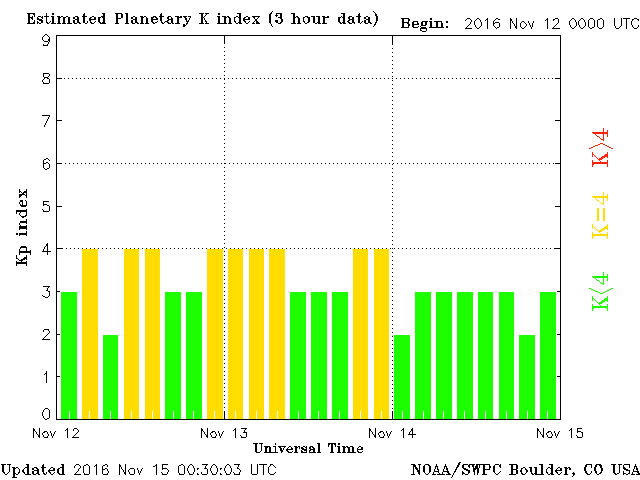 Estimated Planetary K index (3 hour data)
Begin: 2016 Nov 12 0000 UTC
9
8
7
6
5
4
3
2
1
0
Kp index
K>4
K=4
K<4
Nov 12
Nov 13
Nov 14
Nov 15
Universal Time
Updated 2016 Nov 15 00:30:03 UTC
NOAA/SWPC Boulder, CO USA